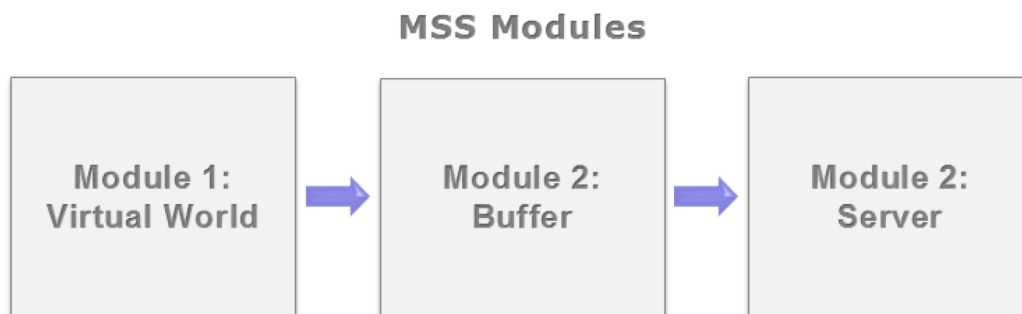 MSS Modules
Module 1:
Virtual World
Module 2:
Buffer
Module 2:
Server